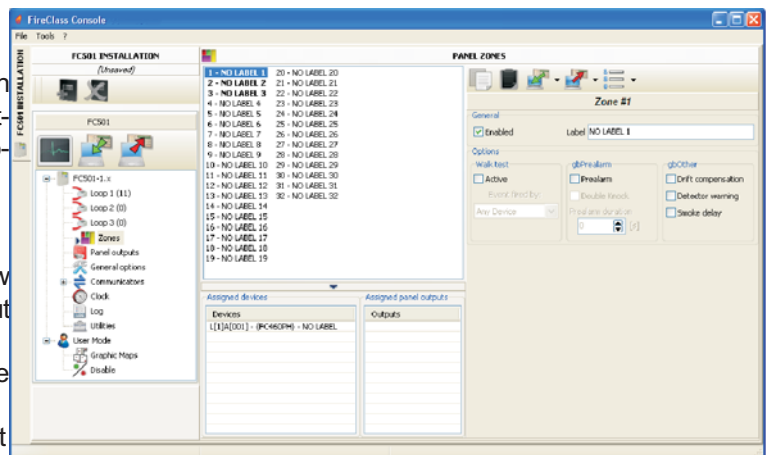 FireClass Console
File Tools ?
FC501 INSTALLATION
FC501 INSTALLATION
(Unsaved)
FC501
FC501-1.x
Loop 1 (11)
Loop 2 (0)
Loop 3 (0)
Zones
Panel outputs
General options
Communicators
Clock
Log
Utilities
User Mode
Graphic Maps
Disable
PANEL ZONES
1 - NO LABEL 1
2 - NO LABEL 2
3 - NO LABEL 3
4 - NO LABEL 4
5 - NO LABEL 5
6 - NO LABEL 6
7 - NO LABEL 7
8 - NO LABEL 8
9 - NO LABEL 9
10 - NO LABEL 10
11 - NO LABEL 11
12 - NO LABEL 12
13 - NO LABEL 13
14 - NO LABEL 14
15 - NO LABEL 15
16 - NO LABEL 16
17 - NO LABEL 17
18 - NO LABEL 18
19 - NO LABEL 19
20 - NO LABEL 20
21 - NO LABEL 21
22 - NO LABEL 22
23 - NO LABEL 23
24 - NO LABEL 24
25 - NO LABEL 25
26 - NO LABEL 26
27 - NO LABEL 27
28 - NO LABEL 28
29 - NO LABEL 29
30 - NO LABEL 30
31 - NO LABEL 31
32 - NO LABEL 32
Assigned devices
Devices
L[1]A[001] - (FC460PH) - NO LABEL
Assigned panel outputs
Outputs
Zone #1
General
Enabled Label NO LABEL 1
Options
Walk test
Active
Event fired by:
Any Device
gbPrealarm
Prealarm
Double Knock
Prealarm duration
0 [s]
gbOther
Drift compensation
Detector warning
Smoke delay